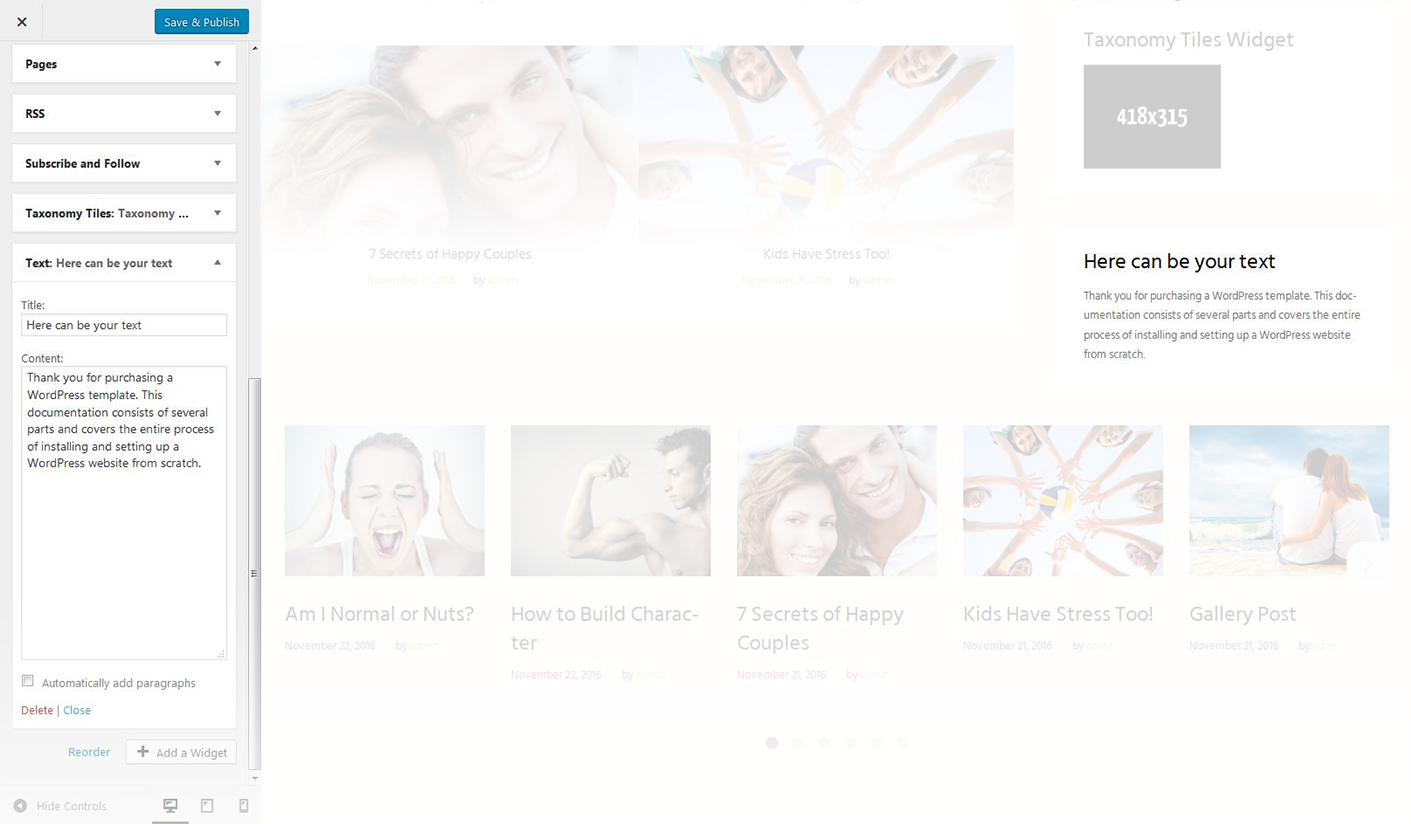 Save & Publish
Pages
RSS
Subscribe and Follow
Taxonomy Tiles: Taxonomy ...
Text: Here can be your text
Title:
Here can be your text
Content:
Thank you for purchasing a
WordPress template. This
documentation consists of several
parts and covers the entire process
of installing and setting up a
WordPress website from scratch.
Automatically add paragraphs
Delete | Close
Reorder
Add a Widget
Hide Controls
7 Secrets of Happy Couples
November 21, 2016 by admin
Kids Have Stress Too!
November 21, 2016 by admin
Taxonomy Tiles Widget
418x315
Here can be your text
Thank you for purchasing a WordPress template. This doc-
umentation consists of several parts and covers the entire
process of installing and setting up a WordPress website
from scratch.
Am I Normal or Nuts?
November 22, 2016 by admin
How to Build Charac-
ter
November 22, 2016 by admin
7 Secrets of Happy
Couples
November 21, 2016 by admin
Kids Have Stress Too!
November 21, 2016 by admin
Gallery Post
November 21, 2016 by admin